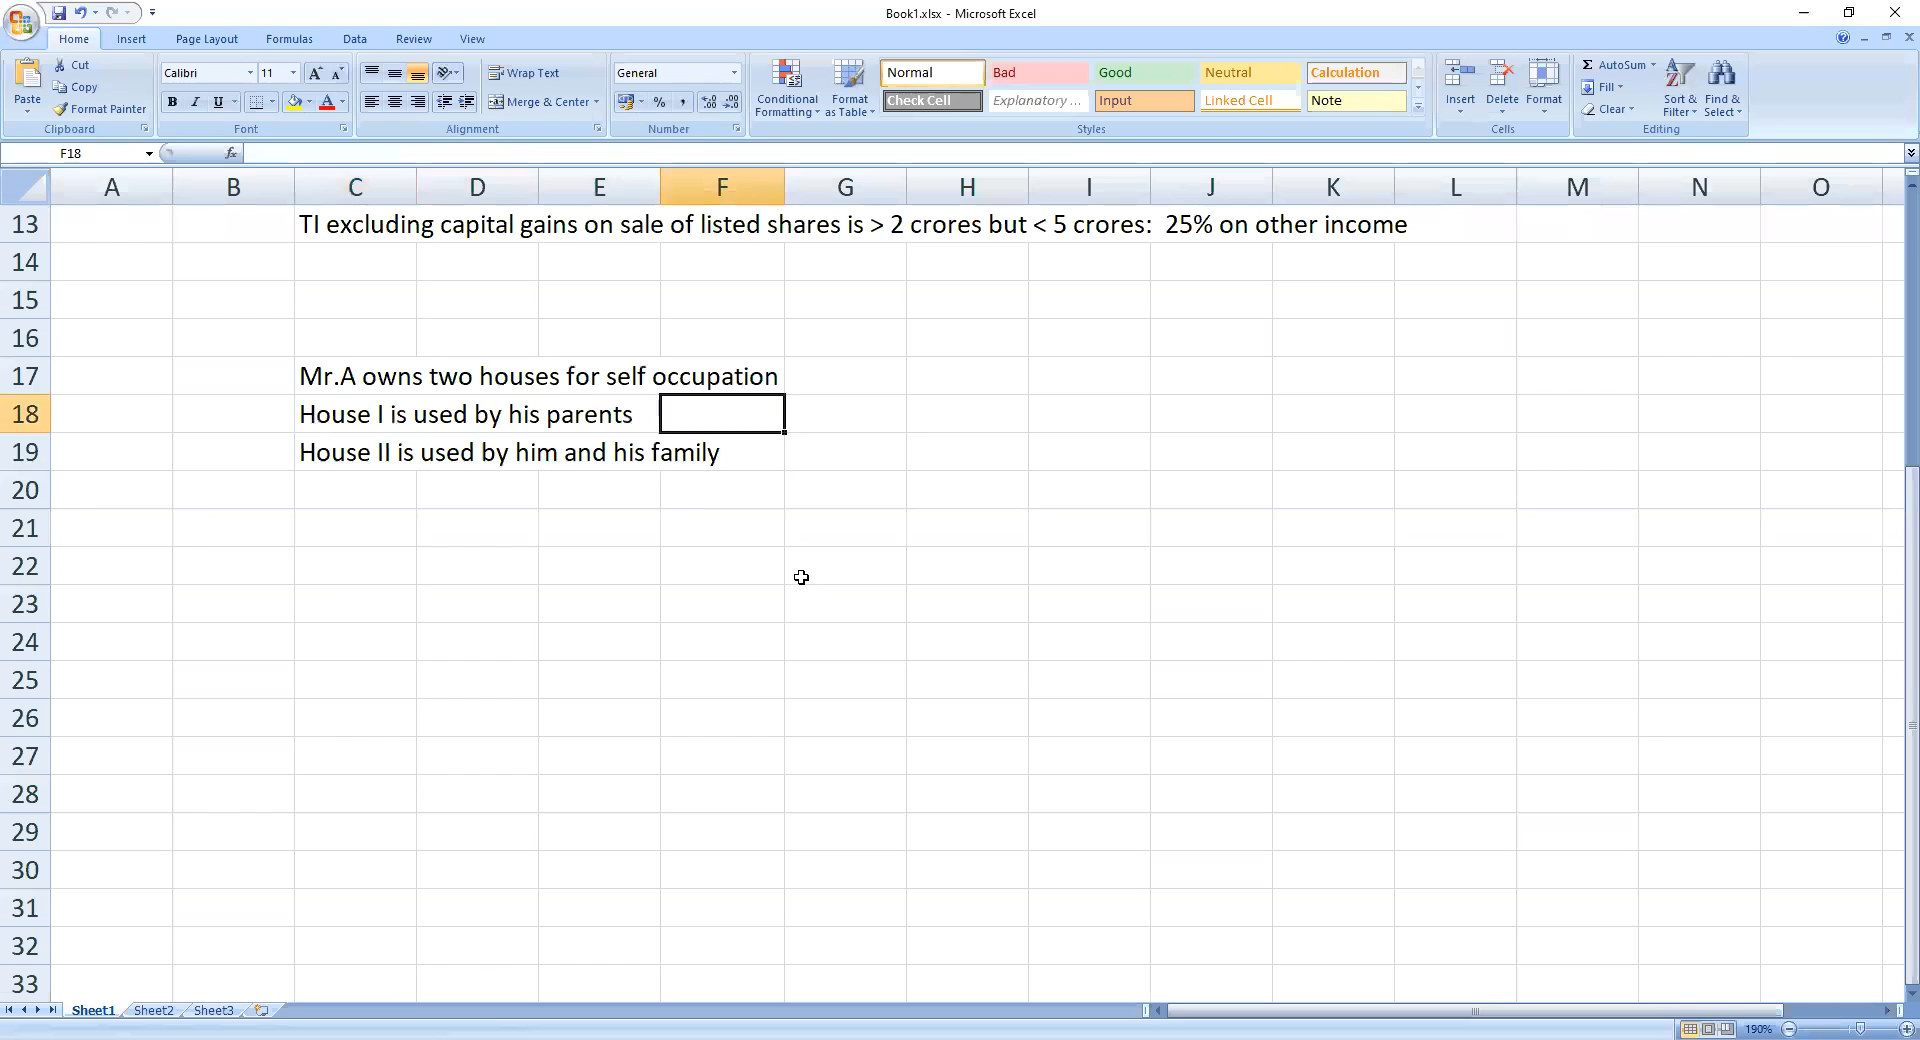 Book1.xlsx - Microsoft Excel
Home Insert Page Layout Formulas Data Review View
Paste
Cut
Copy
Format Painter
Clipboard
Calibri 11
B I U
Font
Wrap Text
Merge & Center
Alignment
General
%
Number
Conditional Formatting
Format as Table
Normal Bad Good Neutral Calculation
Check Cell Explanatory ... Input Linked Cell Note
Styles
Insert Delete Format
Cells
Σ AutoSum
Fill
Clear
Sort & Filter
Find & Select
Editing
F18 fx
A B C D E F G H I J K L M N O
13 TI excluding capital gains on sale of listed shares is > 2 crores but < 5 crores: 25% on other income
14
15
16
17 Mr.A owns two houses for self occupation
18 House I is used by his parents
19 House II is used by him and his family
20
21
22
23
24
25
26
27
28
29
30
31
32
33
Sheet1 Sheet2 Sheet3
190%